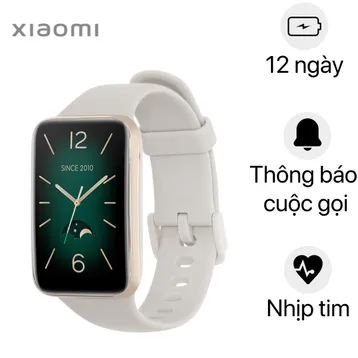 xiaomi
12 ngày
12
SINCE 2010
9
3
6
Thông báo
cuộc gọi
Nhịp tim